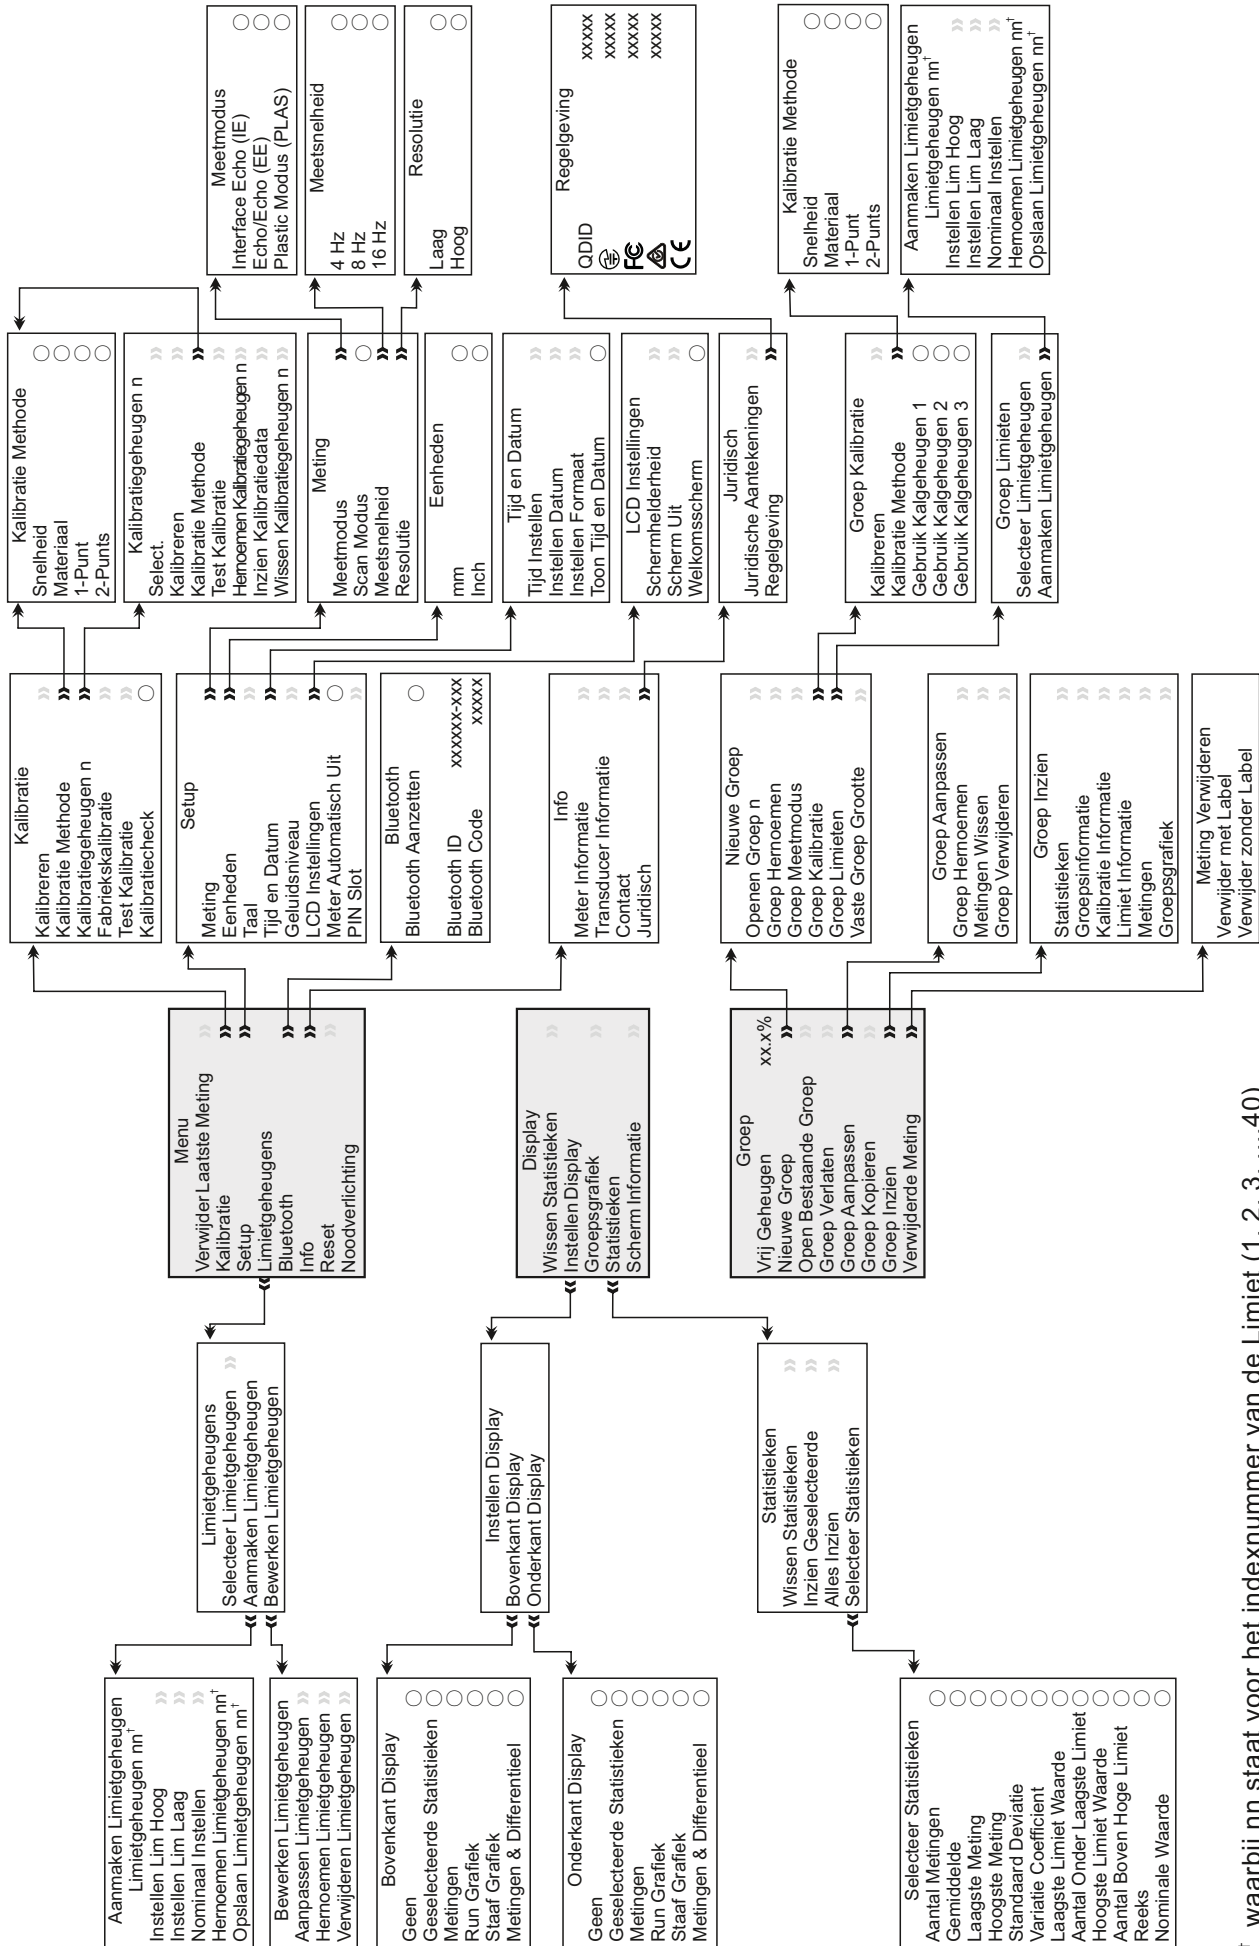 Aanmaken Limietgeheugen
Limietgeheugen nn†
Instellen Lim Hoog
Instellen Lim Laag
Nominaal Instellen
Hernoemen Limietgeheugen nn†
Opslaan Limietgeheugen nn†
Bewerken Limietgeheugen
Aanpassen Limietgeheugen
Hernoemen Limietgeheugen
Verwijderen Limietgeheugen
Bovenkant Display
Geen
Geselecteerde Statistieken
Metingen
Run Grafiek
Staaf Grafiek
Metingen & Differentieel
Onderkant Display
Geen
Geselecteerde Statistieken
Metingen
Run Grafiek
Staaf Grafiek
Metingen & Differentieel
Selecteer Statistieken
Aantal Metingen
Gemiddelde
Laagste Meting
Hoogste Meting
Standaard Deviatie
Variatie Coefficient
Laagste Limiet Waarde
Aantal Onder Laagste Limiet
Hoogste Limiet Waarde
Aantal Boven Hoge Limiet
Reeks
Nominale Waarde
Limietgeheugens
Selecteer Limietgeheugen
Aanmaken Limietgeheugen
Bewerken Limietgeheugen
Instellen Display
Bovenkant Display
Onderkant Display
Statistieken
Wissen Statistieken
Inzien Geselecteerde
Alles Inzien
Selecteer Statistieken
Menu
Verwijder Laatste Meting
Kalibratie
Setup
Limietgeheugens
Bluetooth
Info
Reset
Noodverlichting
Display
Wissen Statistieken
Instellen Display
Groepsgrafiek
Statistieken
Scherm Informatie
Groep
Vrij Geheugen xx.x%
Nieuwe Groep
Open Bestaande Groep
Groep Verlaten
Groep Aanpassen
Groep Kopieren
Groep Inzien
Verwijderde Meting
Kalibratie
Kalibreren
Kalibratie Methode
Kalibratiegeheugen n
Fabriekskalibratie
Test Kalibratie
Kalibratiecheck
Setup
Meting
Eenheden
Taal
Tijd en Datum
Geluidsniveau
LCD Instellingen
Meter Automatisch Uit
PIN Slot
Bluetooth
Bluetooth Aanzetten
Bluetooth ID xxxxxx-xxx
Bluetooth Code xxxxx
Info
Meter Informatie
Transducer Informatie
Contact
Juridisch
Nieuwe Groep
Openen Groep n
Groep Hernoemen
Groep Meetmodus
Groep Kalibratie
Groep Limieten
Vaste Groep Grootte
Groep Aanpassen
Groep Hernoemen
Metingen Wissen
Groep Verwijderen
Groep Inzien
Statistieken
Groepsinformatie
Kalibratie Informatie
Limiet Informatie
Metingen
Groepsgrafiek
Meting Verwijderen
Verwijder met Label
Verwijder zonder Label
Kalibratie Methode
Snelheid
Materiaal
1-Punt
2-Punts
Kalibratiegeheugen n
Select.
Kalibreren
Kalibratie Methode
Test Kalibratie
Hernoemen Kalibratiegeheugen n
Inzien Kalibratiedata
Wissen Kalibratiegeheugen n
Meting
Meetmodus
Scan Modus
Meetsnelheid
Resolutie
Eenheden
mm
Inch
Tijd en Datum
Tijd Instellen
Instellen Datum
Instellen Formaat
Toon Tijd en Datum
LCD Instellingen
Schermhelderheid
Scherm Uit
Welkomsscherm
Juridisch
Juridische Aantekeningen
Regelgeving
Groep Kalibratie
Kalibreren
Kalibratie Methode
Gebruik Kalgeheugen 1
Gebruik Kalgeheugen 2
Gebruik Kalgeheugen 3
Groep Limieten
Selecteer Limietgeheugen
Aanmaken Limietgeheugen
Meetmodus
Interface Echo (IE)
Echo/Echo (EE)
Plastic Modus (PLAS)
Meetsnelheid
4 Hz
8 Hz
16 Hz
Resolutie
Laag
Hoog
Regelgeving
QDID xxxxx
xxxxx
FC xxxxx
xxxxx
CE
Kalibratie Methode
Snelheid
Materiaal
1-Punt
2-Punts
Aanmaken Limietgeheugen
Limietgeheugen nn†
Instellen Lim Hoog
Instellen Lim Laag
Nominaal Instellen
Hernoemen Limietgeheugen nn†
Opslaan Limietgeheugen nn†
† waarbij nn staat voor het indexnummer van de Limiet (1, 2, 3,